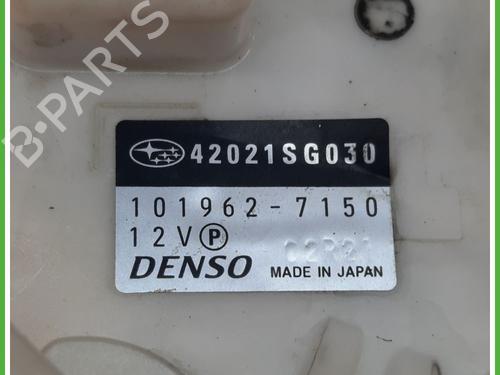 42021SG030
101962-7150
12V P 02R21
DENSO MADE IN JAPAN
B-Parts